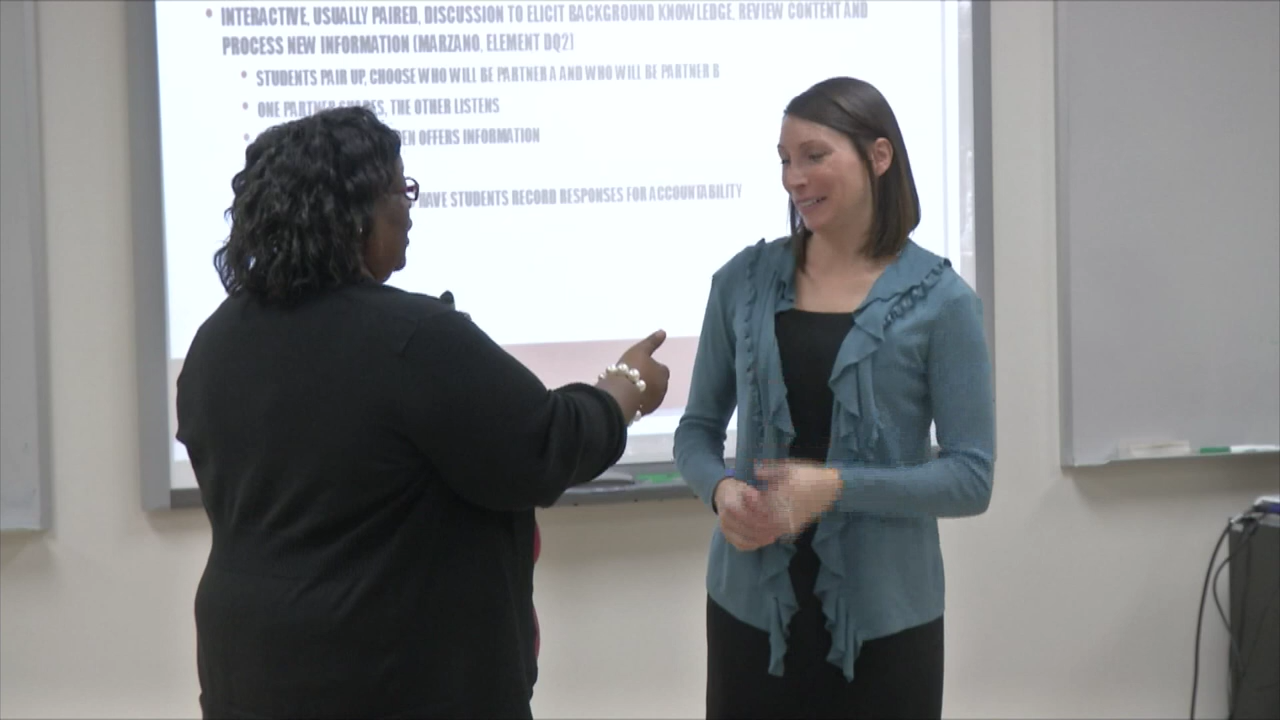 • INTERACTIVE, USUALLY PAIRED, DISCUSSION TO ELICIT BACKGROUND KNOWLEDGE, REVIEW CONTENT AND
PROCESS NEW INFORMATION (MARZANO, ELEMENT DQ2)
• STUDENTS PAIR UP, CHOOSE WHO WILL BE PARTNER A AND WHO WILL BE PARTNER B
• ONE PARTNER SHARES, THE OTHER LISTENS
• OFFERS INFORMATION
HAVE STUDENTS RECORD RESPONSES FOR ACCOUNTABILITY